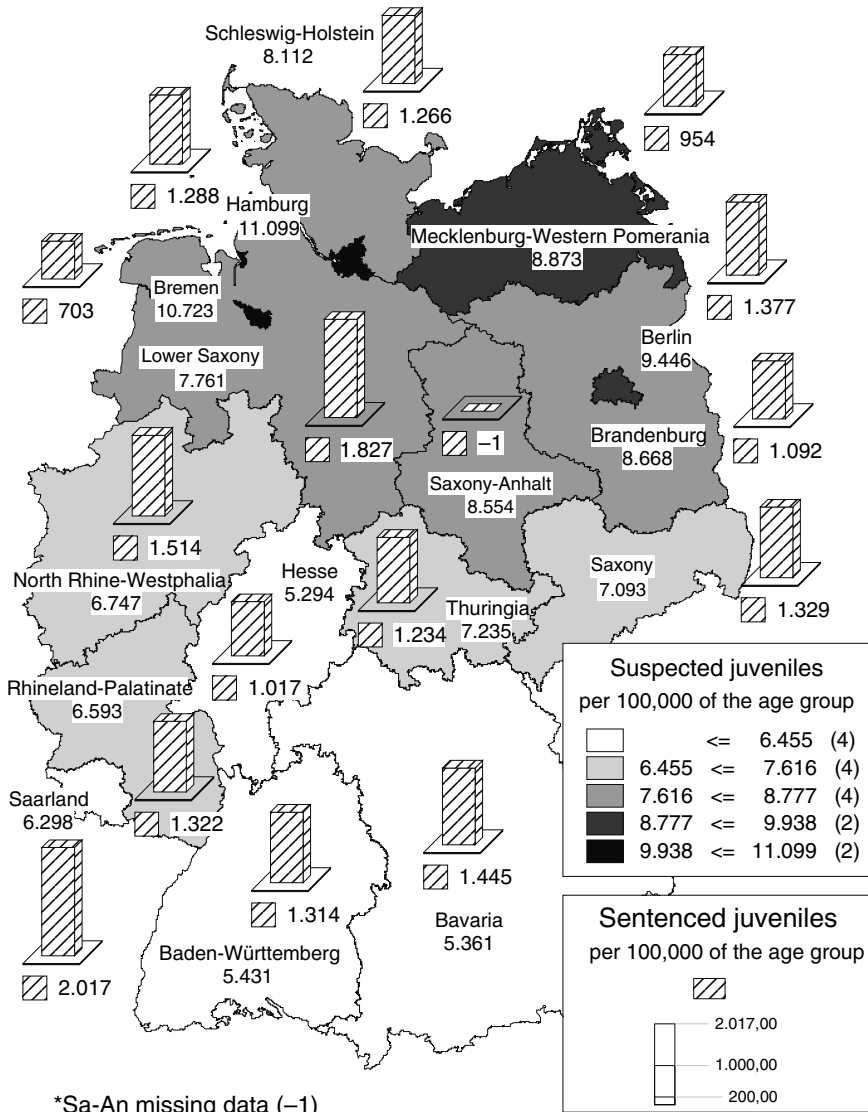 Schleswig-Holstein
8.112
1.266
954
1.288
Hamburg
11.099
Mecklenburg-Western Pomerania
8.873
703
Bremen
10.723
1.377
Lower Saxony
7.761
Berlin
9.446
1.827
–1
Brandenburg
8.668
1.092
Saxony-Anhalt
8.554
1.514
North Rhine-Westphalia
6.747
Hesse
5.294
1.234
Thuringia
7.235
Saxony
7.093
1.329
1.017
Rhineland-Palatinate
6.593
Saarland
6.298
1.322
1.314
1.445
Bavaria
5.361
Baden-Württemberg
5.431
2.017
Suspected juveniles
per 100,000 of the age group
<= 6.455 (4)
6.455 <= 7.616 (4)
7.616 <= 8.777 (4)
8.777 <= 9.938 (2)
9.938 <= 11.099 (2)
Sentenced juveniles
per 100,000 of the age group
2.017,00
1.000,00
200,00
*Sa-An missing data (–1)